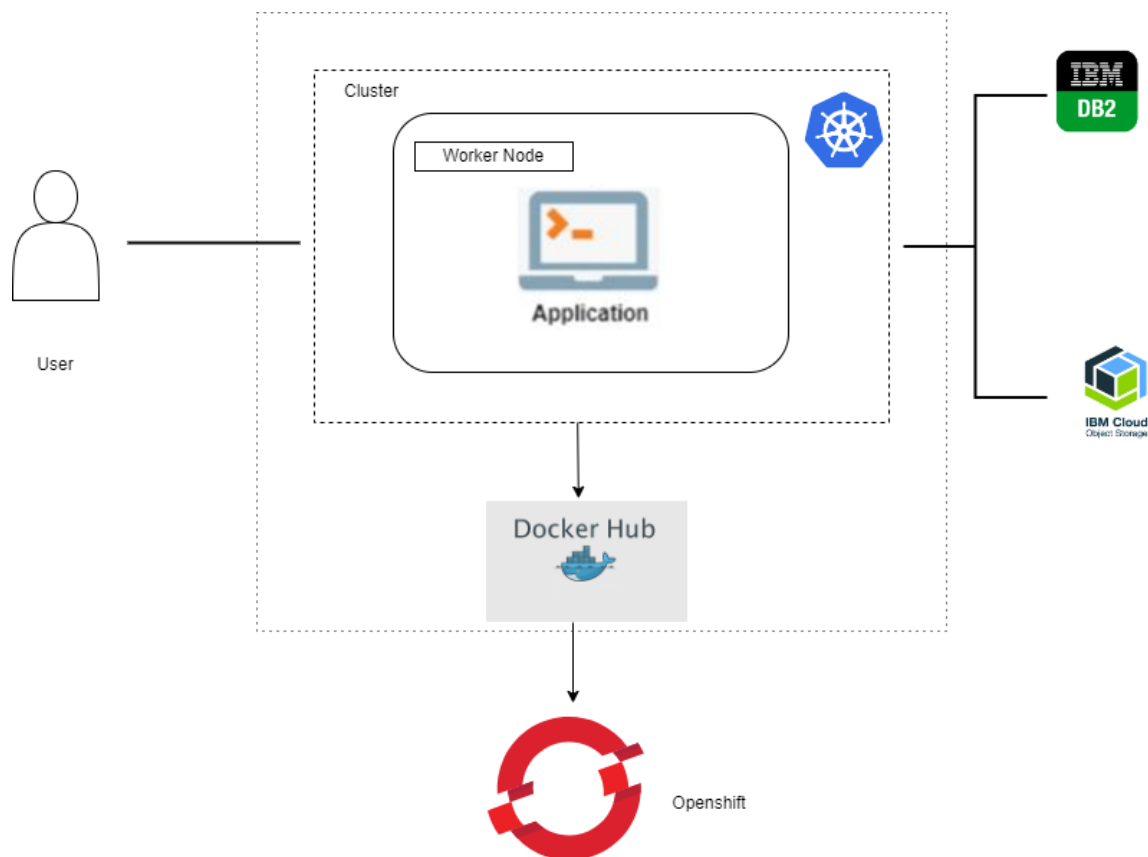 Cluster
Worker Node
Application
User
IBM
DB2
IBM Cloud
Object Storage
Docker Hub
Openshift